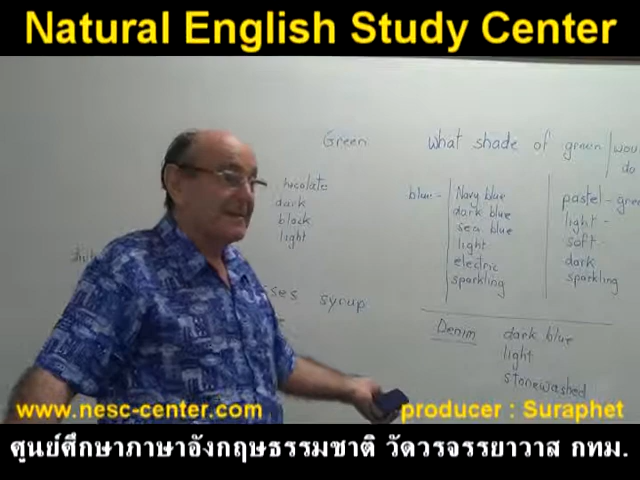 Natural English Study Center
Green
what shade of green wou
do
hocolate
dark
black
light
blue- Navy blue
dark blue
sea blue
light
electric
sparkling
pastel - gree
light -
soft -
dark
sparkling
sses syrup
Denim dark blue
light
stonewashed
www.nesc-center.com
producer : Suraphet
ศูนย์ศึกษาภาษาอังกฤษธรรมชาติ วัดวรจรรยาวาส กทม.